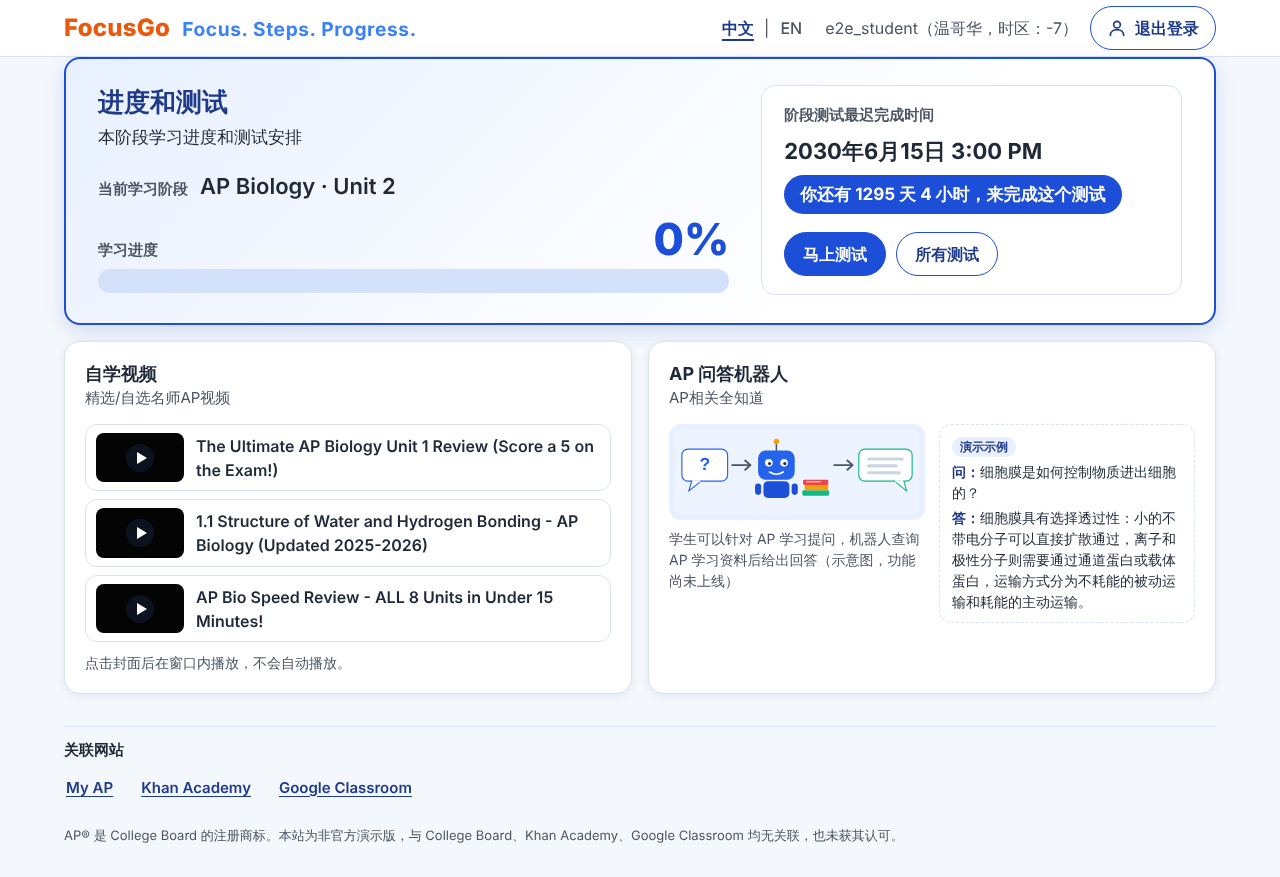 FocusGo Focus. Steps. Progress.
中文 | EN e2e_student（温哥华，时区：-7） 退出登录
进度和测试
本阶段学习进度和测试安排
当前学习阶段 AP Biology · Unit 2
学习进度 0%
阶段测试最迟完成时间
2030年6月15日 3:00 PM
你还有 1295 天 4 小时，来完成这个测试
马上测试 所有测试
自学视频
精选/自选名师AP视频
The Ultimate AP Biology Unit 1 Review (Score a 5 on
the Exam!)
1.1 Structure of Water and Hydrogen Bonding - AP
Biology (Updated 2025-2026)
AP Bio Speed Review - ALL 8 Units in Under 15
Minutes!
点击封面后在窗口内播放，不会自动播放。
AP 问答机器人
AP相关全知道
?
学生可以针对 AP 学习提问，机器人查询
AP 学习资料后给出回答（示意图，功能
尚未上线）
演示示例
问：细胞膜是如何控制物质进出细胞
的？
答：细胞膜具有选择透过性：小的不
带电分子可以直接扩散通过，离子和
极性分子则需要通过通道蛋白或载体
蛋白，运输方式分为不耗能的被动运
输和耗能的主动运输。
关联网站
My AP Khan Academy Google Classroom
AP® 是 College Board 的注册商标。本站为非官方演示版，与 College Board、Khan Academy、Google Classroom 均无关联，也未获其认可。